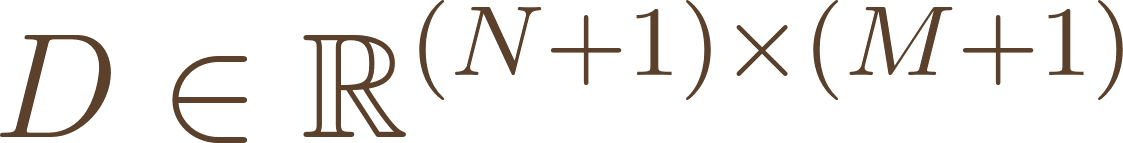 D ∈ ℝ^{(N+1)×(M+1)}